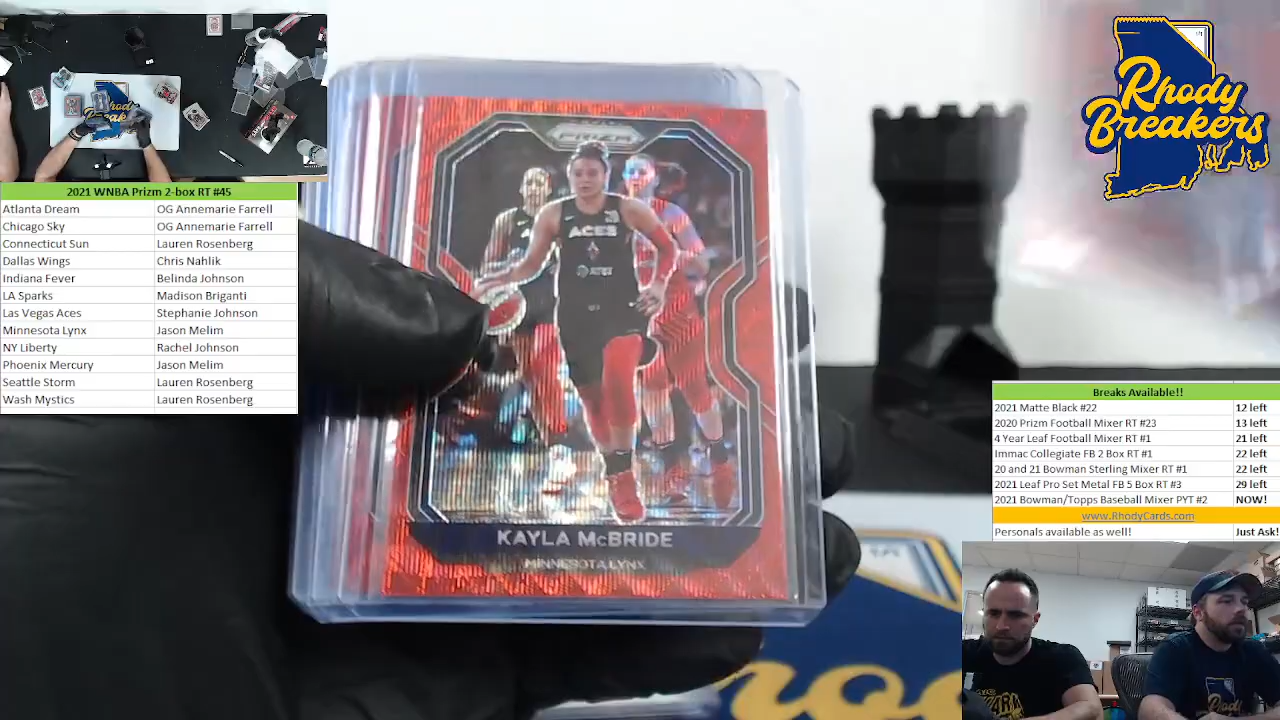 Rhody
Breakers
2021 WNBA Prizm 2-box RT #45
Atlanta Dream OG Annemarie Farrell
Chicago Sky OG Annemarie Farrell
Connecticut Sun Lauren Rosenberg
Dallas Wings Chris Nahlik
Indiana Fever Belinda Johnson
LA Sparks Madison Briganti
Las Vegas Aces Stephanie Johnson
Minnesota Lynx Jason Melim
NY Liberty Rachel Johnson
Phoenix Mercury Jason Melim
Seattle Storm Lauren Rosenberg
Wash Mystics Lauren Rosenberg
PRIZM
ACES
AT&T
KAYLA McBRIDE
MINNESOTA LYNX
Breaks Available!!
2021 Matte Black #22 12 left
2020 Prizm Football Mixer RT #23 13 left
4 Year Leaf Football Mixer RT #1 21 left
Immac Collegiate FB 2 Box RT #1 22 left
20 and 21 Bowman Sterling Mixer RT #1 22 left
2021 Leaf Pro Set Metal FB 5 Box RT #3 29 left
2021 Bowman/Topps Baseball Mixer PYT #2 NOW!
www.RhodyCards.com
Personals available as well! Just Ask!